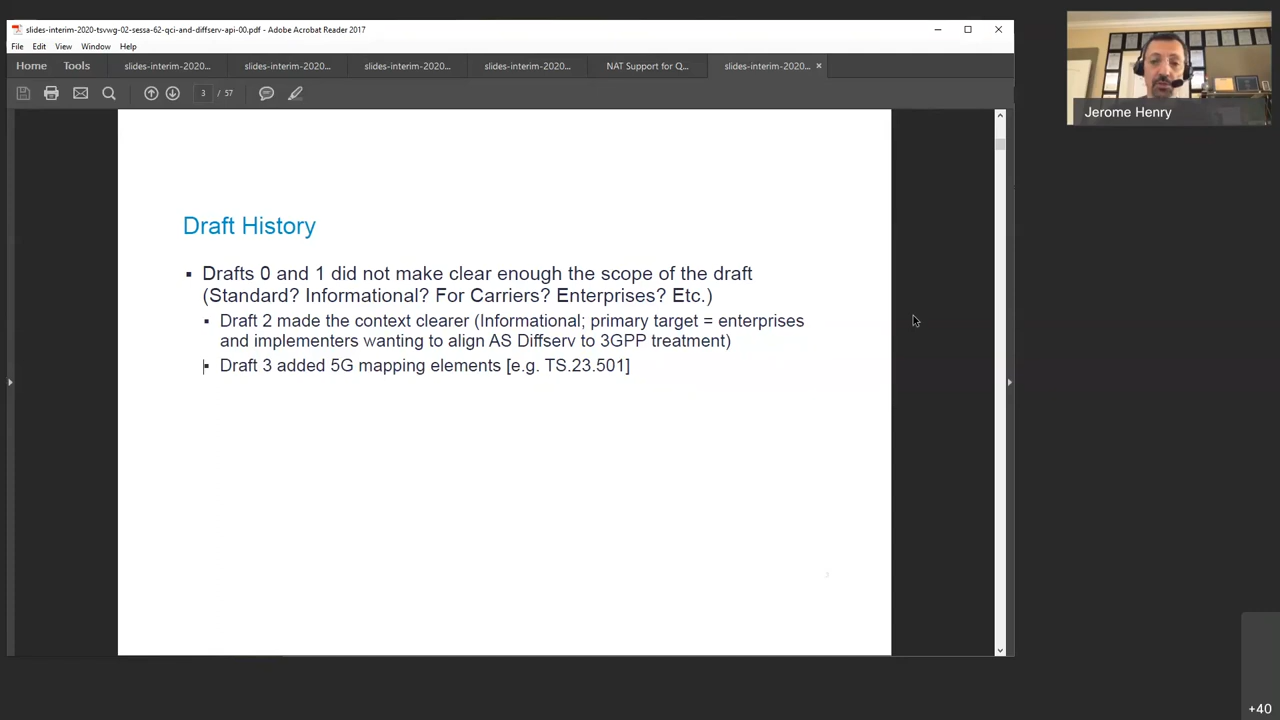 slides-interim-2020-tsvwg-02-sessa-62-qci-and-diffserv-api-00.pdf - Adobe Acrobat Reader 2017
File Edit View Window Help
Home Tools slides-interim-2020... slides-interim-2020... slides-interim-2020... slides-interim-2020... NAT Support for Q... slides-interim-2020... ×
3 / 57
Jerome Henry
Draft History
▪ Drafts 0 and 1 did not make clear enough the scope of the draft
(Standard? Informational? For Carriers? Enterprises? Etc.)
▪ Draft 2 made the context clearer (Informational; primary target = enterprises
and implementers wanting to align AS Diffserv to 3GPP treatment)
▪ Draft 3 added 5G mapping elements [e.g. TS.23.501]
3
+40